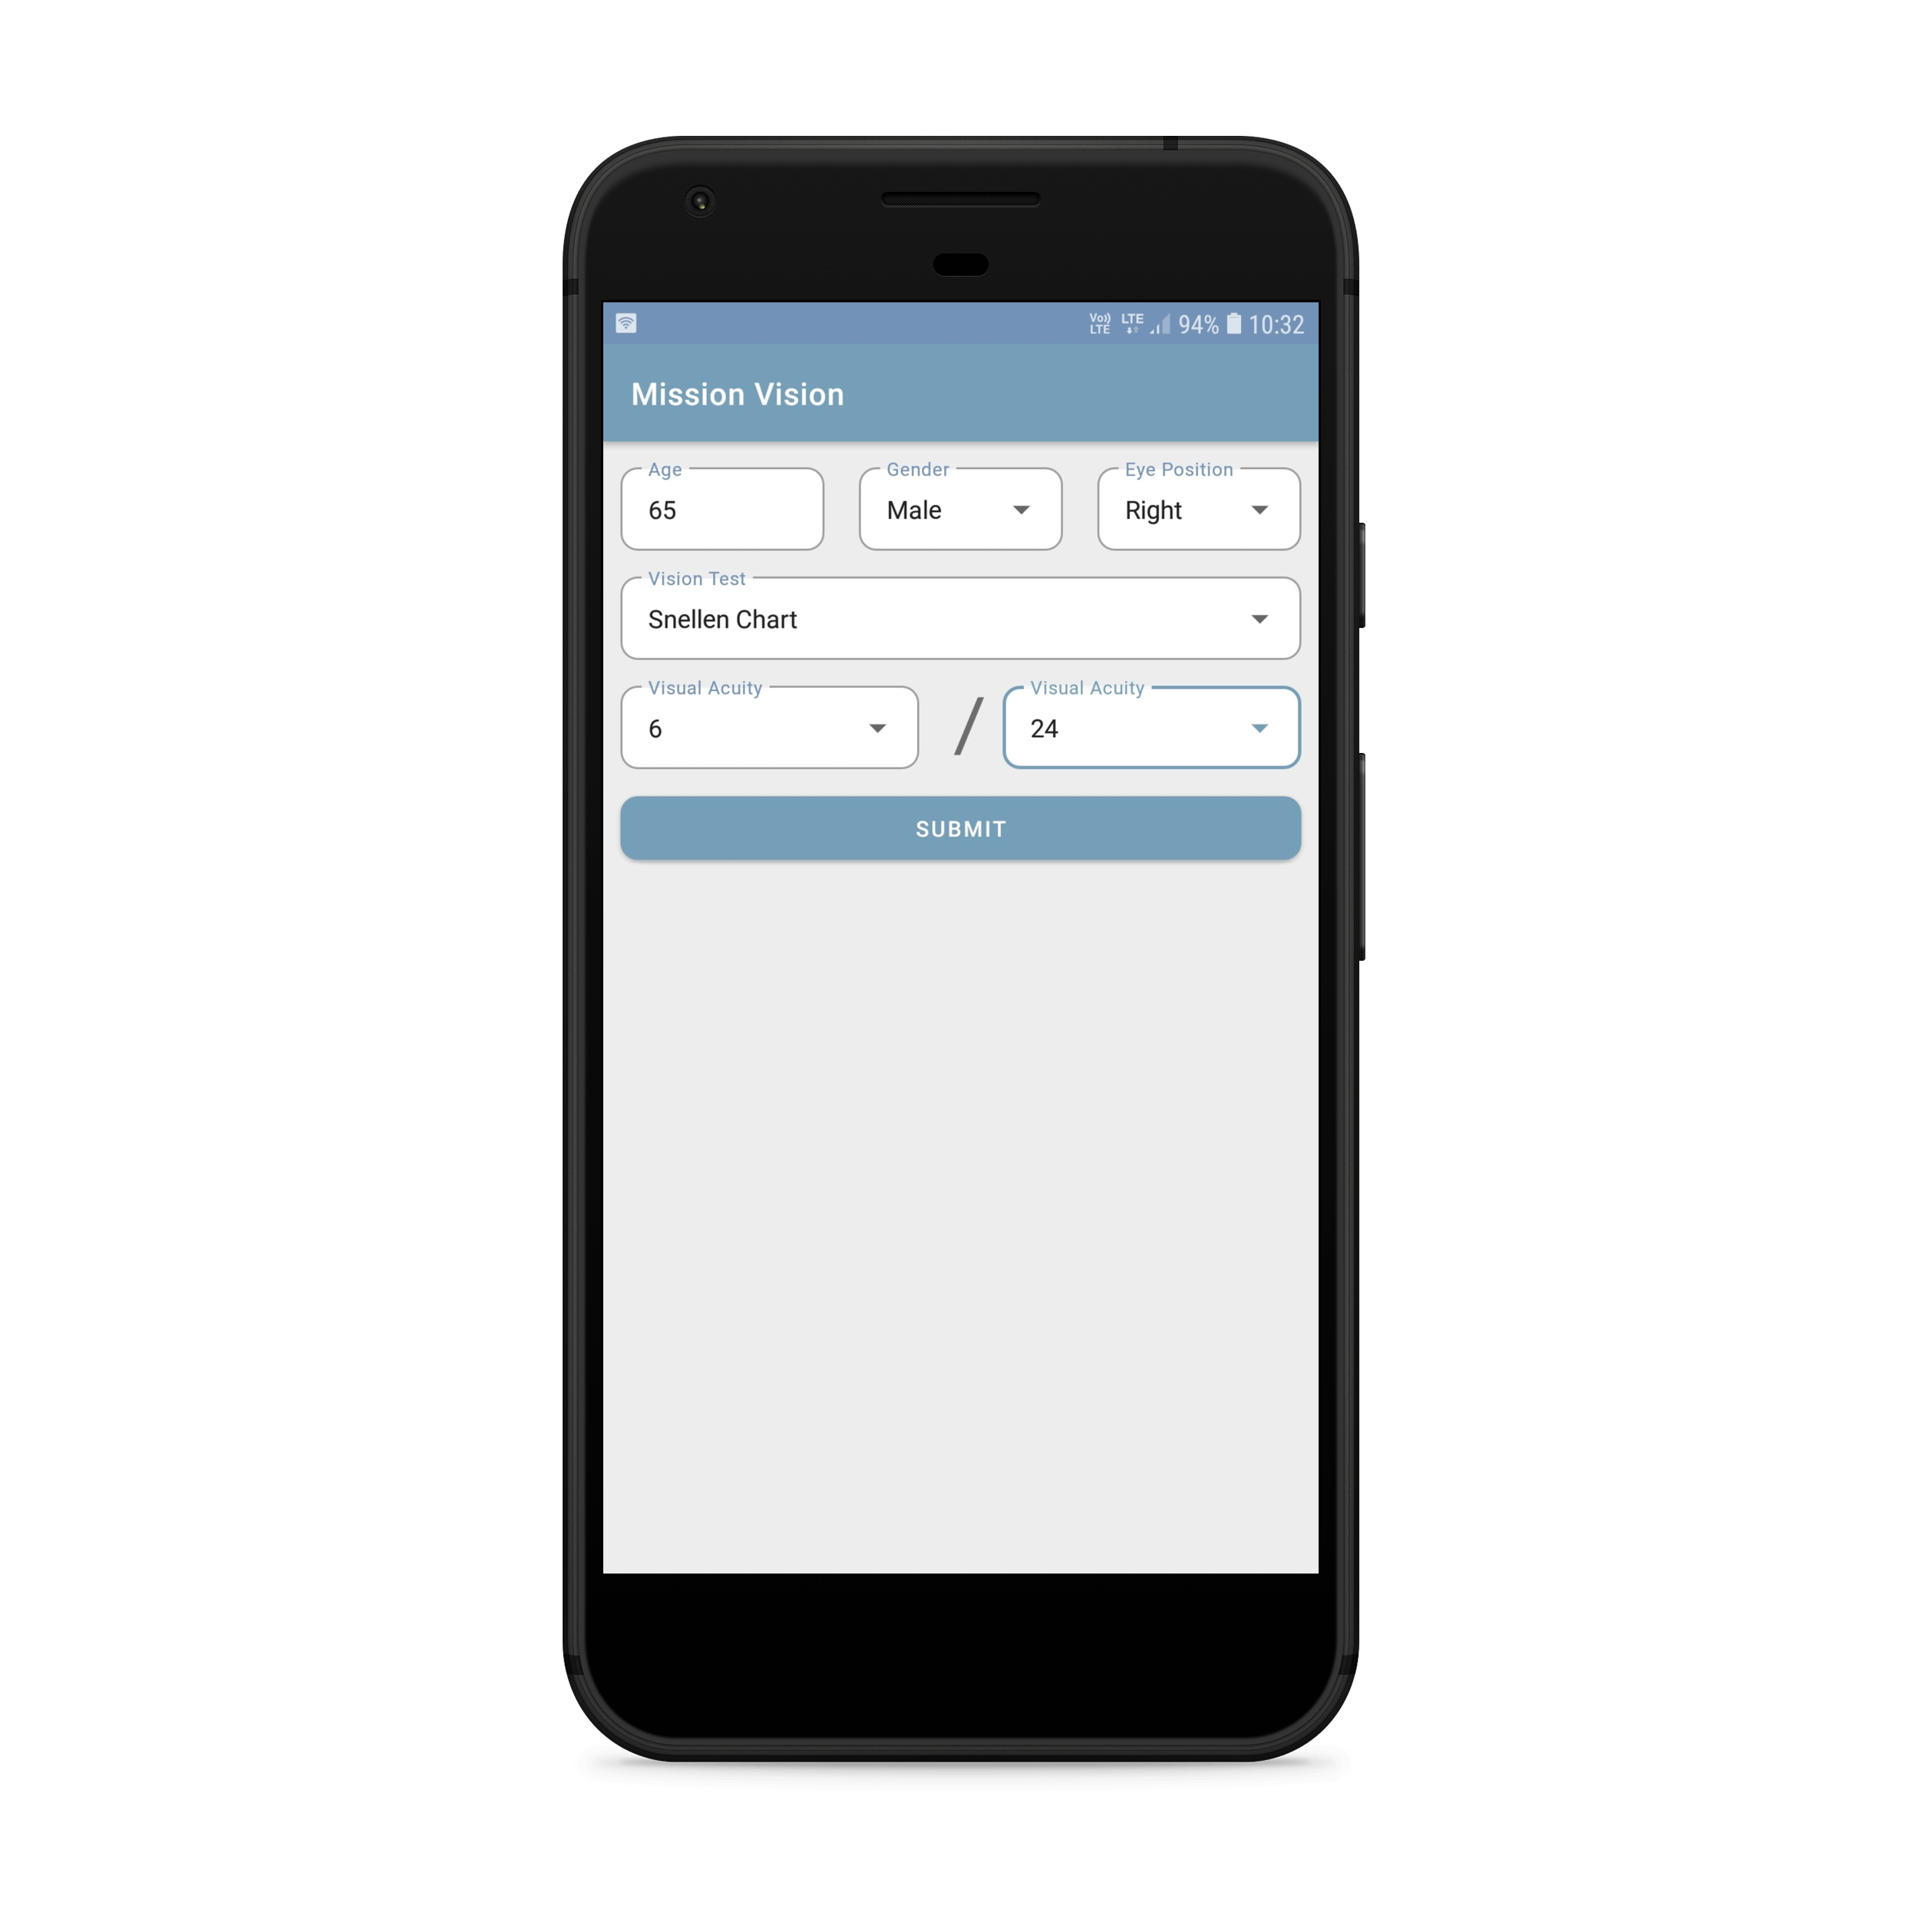 Vo)) LTE LTE 94% 10:32
Mission Vision
Age Gender Eye Position
65 Male Right
Vision Test
Snellen Chart
Visual Acuity Visual Acuity
6 / 24
SUBMIT